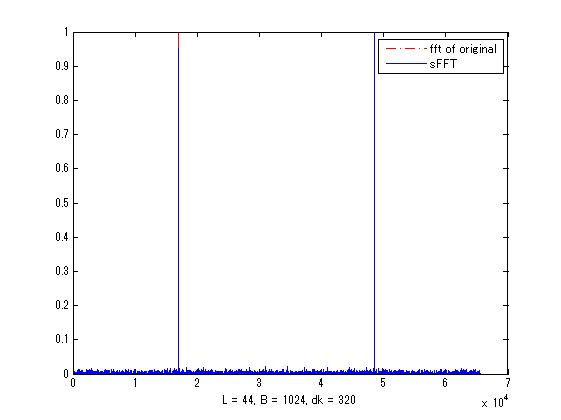 1
0.9
0.8
0.7
0.6
0.5
0.4
0.3
0.2
0.1
0
fft of original
sFFT
0 1 2 3 4 5 6 7
x 10^4
L = 44, B = 1024, dk = 320